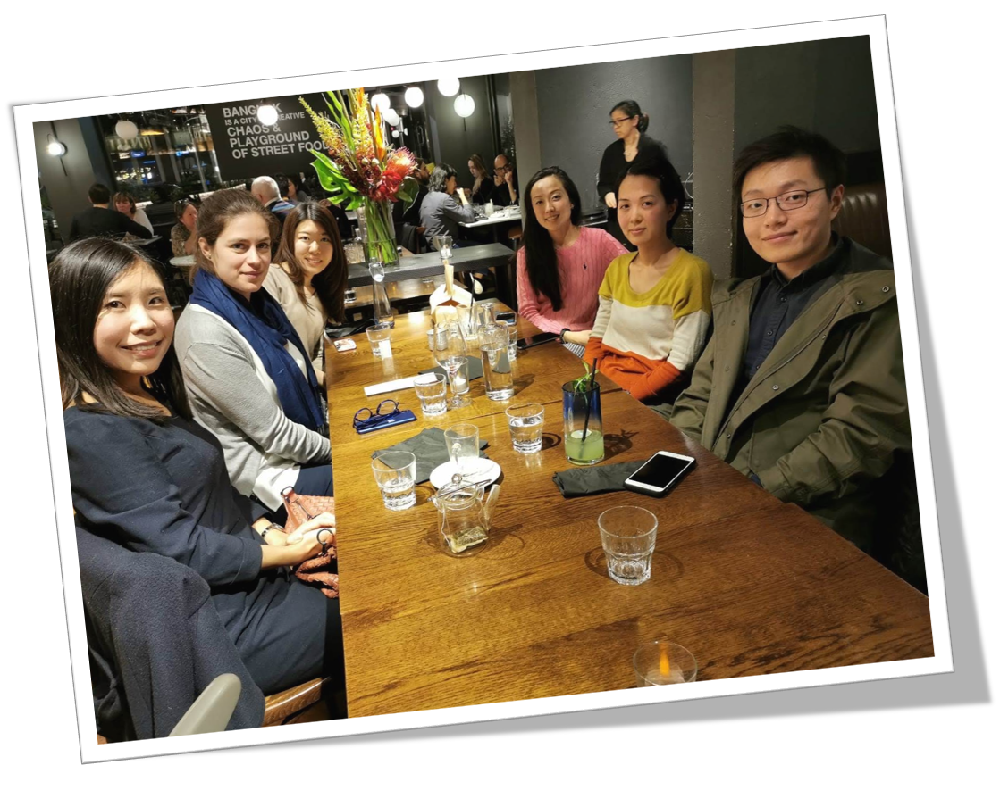 BANGKOK
IS A CITY OF CREATIVE
CHAOS &
PLAYGROUND
OF STREET FOOD